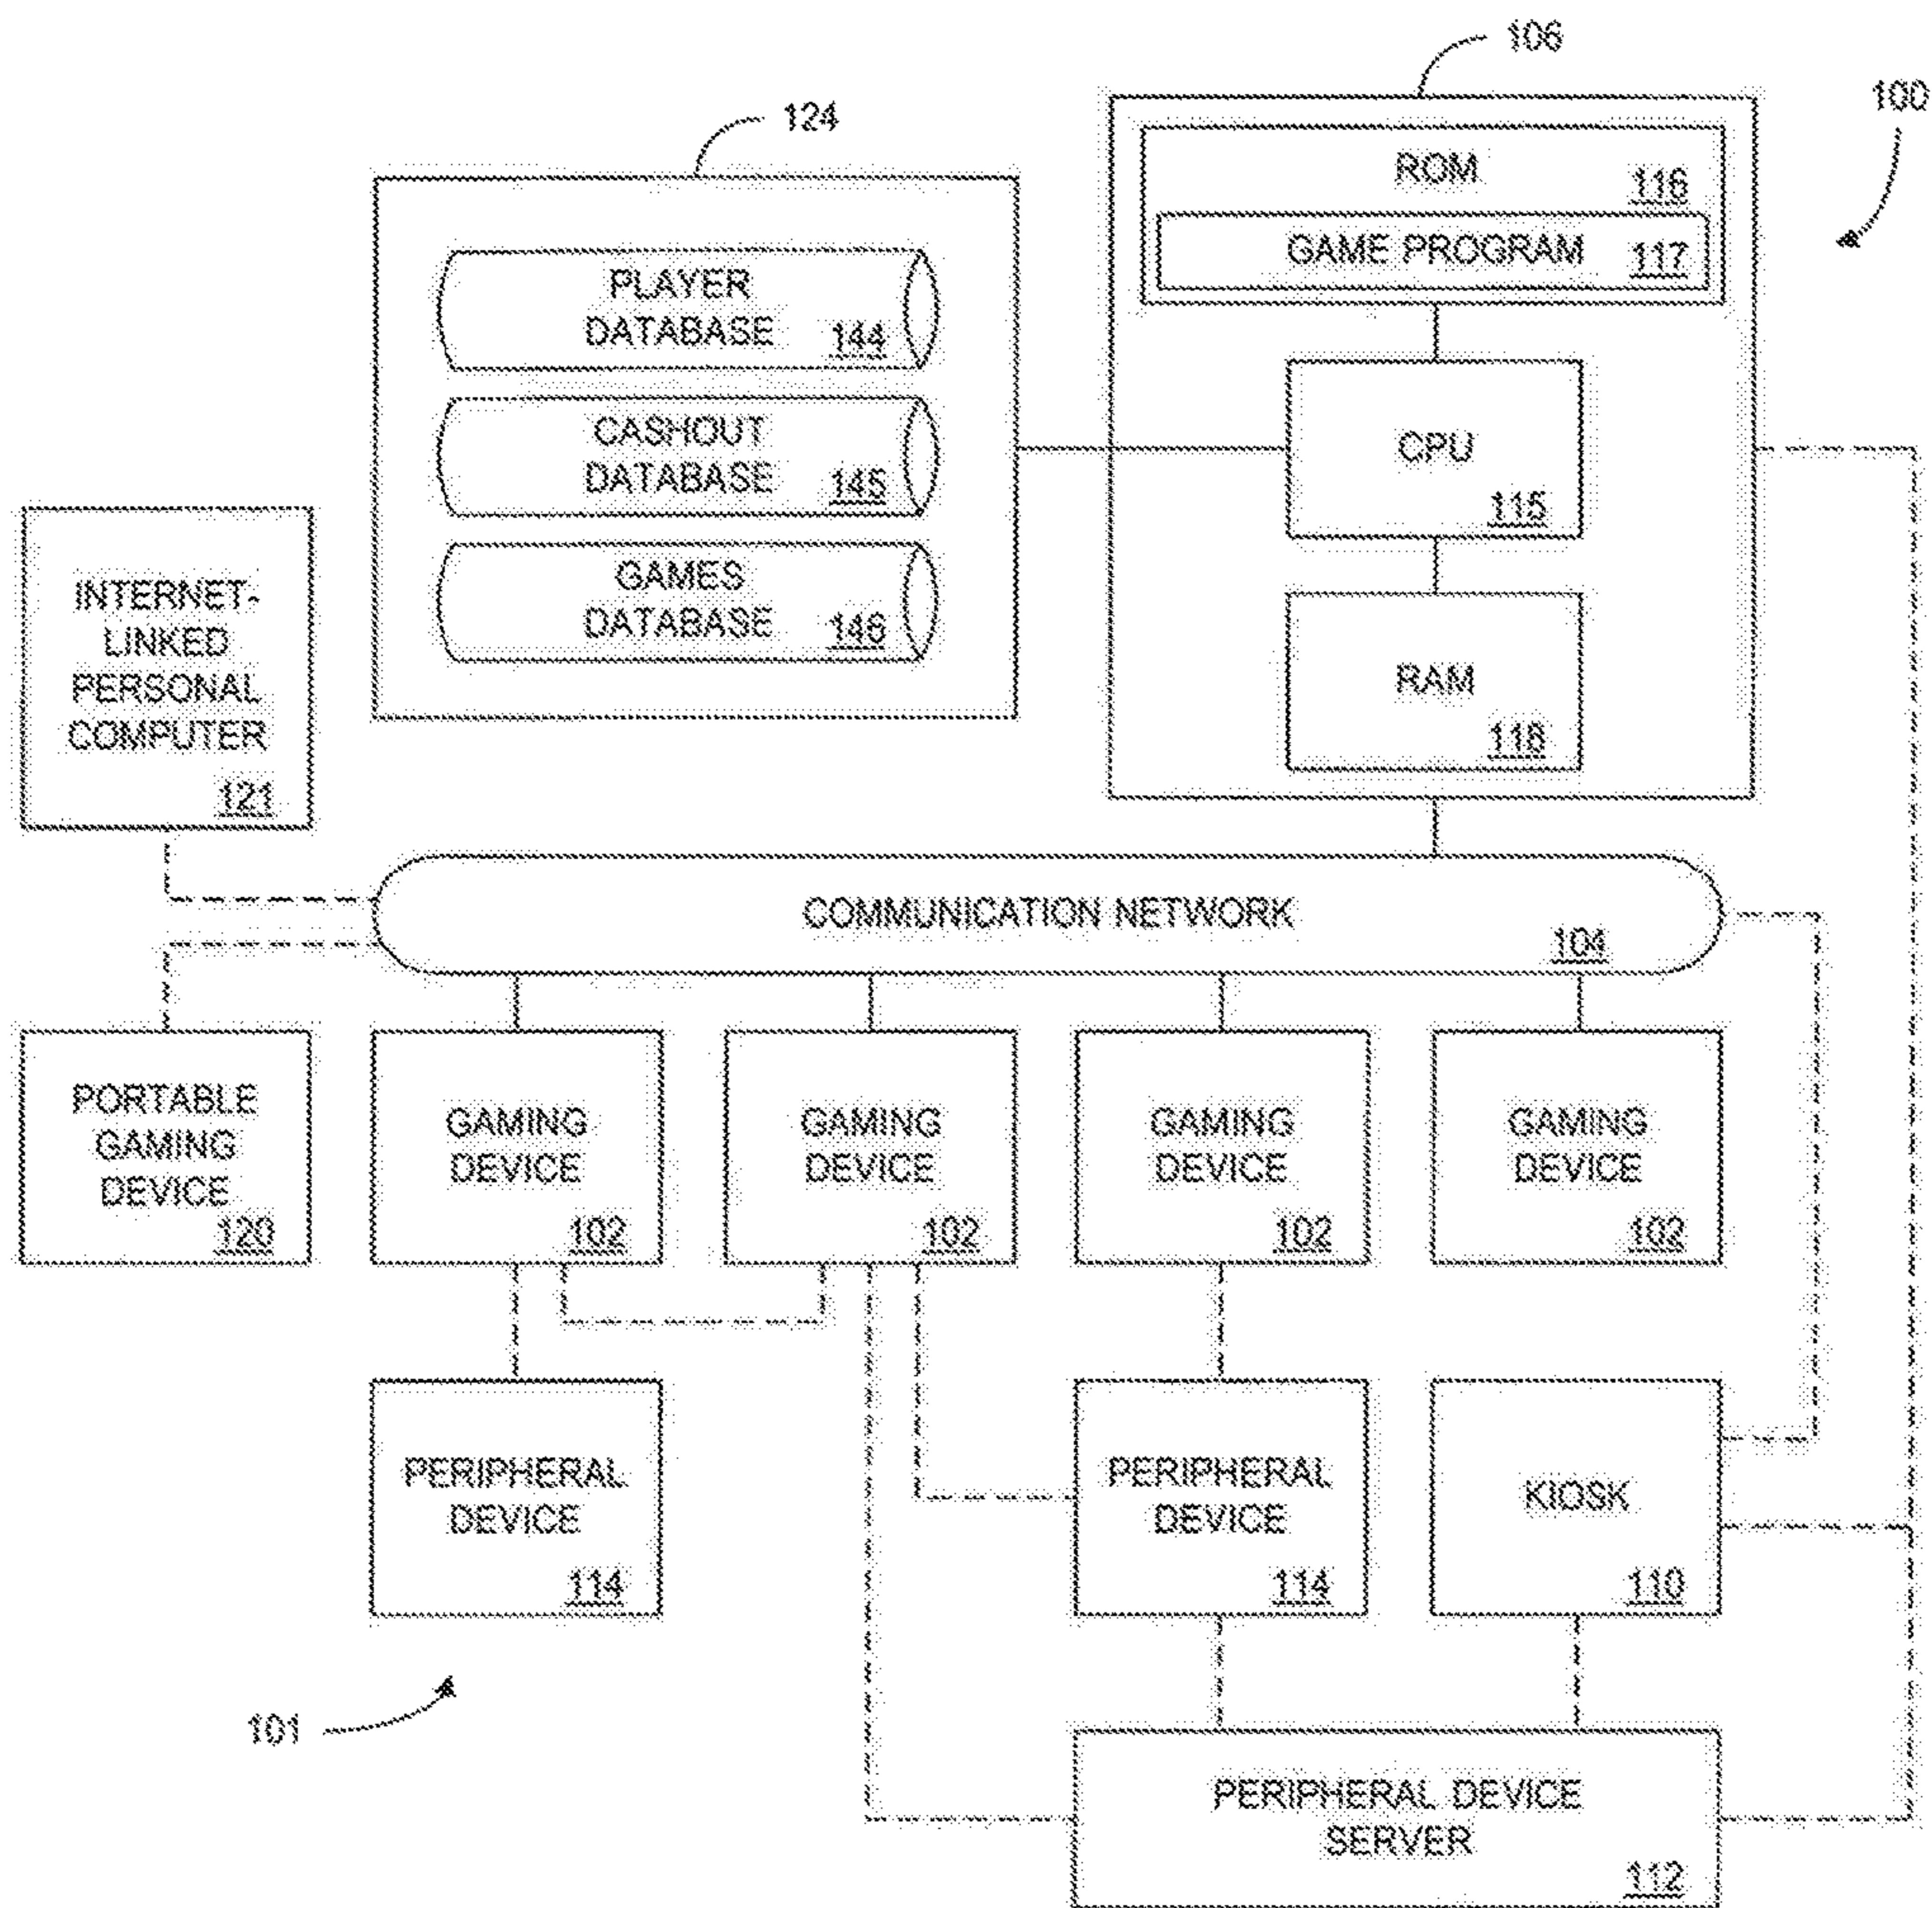 106
100
124
ROM
116
GAME PROGRAM
117
PLAYER
DATABASE
144
CASHOUT
DATABASE
145
GAMES
DATABASE
146
CPU
115
RAM
118
INTERNET-
LINKED
PERSONAL
COMPUTER
121
COMMUNICATION NETWORK
104
PORTABLE
GAMING
DEVICE
120
GAMING
DEVICE
102
GAMING
DEVICE
102
GAMING
DEVICE
102
GAMING
DEVICE
102
PERIPHERAL
DEVICE
114
PERIPHERAL
DEVICE
114
KIOSK
110
101
PERIPHERAL DEVICE
SERVER
112